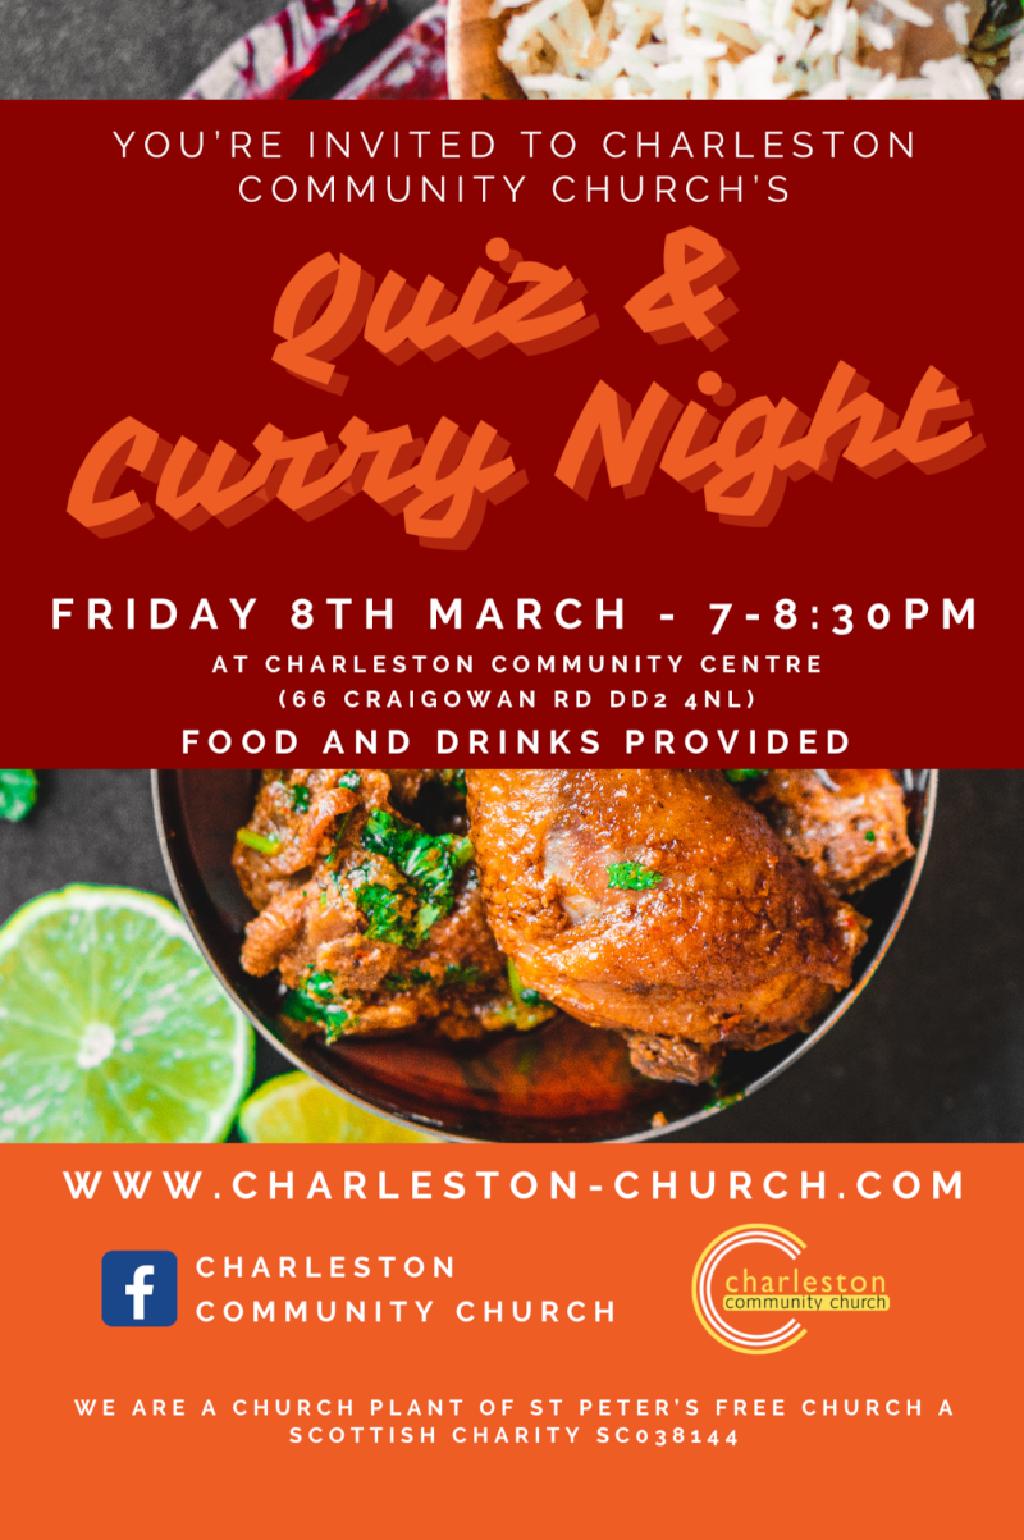 YOU'RE INVITED TO CHARLESTON
COMMUNITY CHURCH'S
Quiz &
Curry Night
FRIDAY 8TH MARCH - 7-8:30PM
AT CHARLESTON COMMUNITY CENTRE
(66 CRAIGOWAN RD DD2 4NL)
FOOD AND DRINKS PROVIDED
WWW.CHARLESTON-CHURCH.COM
f
CHARLESTON
COMMUNITY CHURCH
charleston
community church
WE ARE A CHURCH PLANT OF ST PETER'S FREE CHURCH A
SCOTTISH CHARITY SC038144